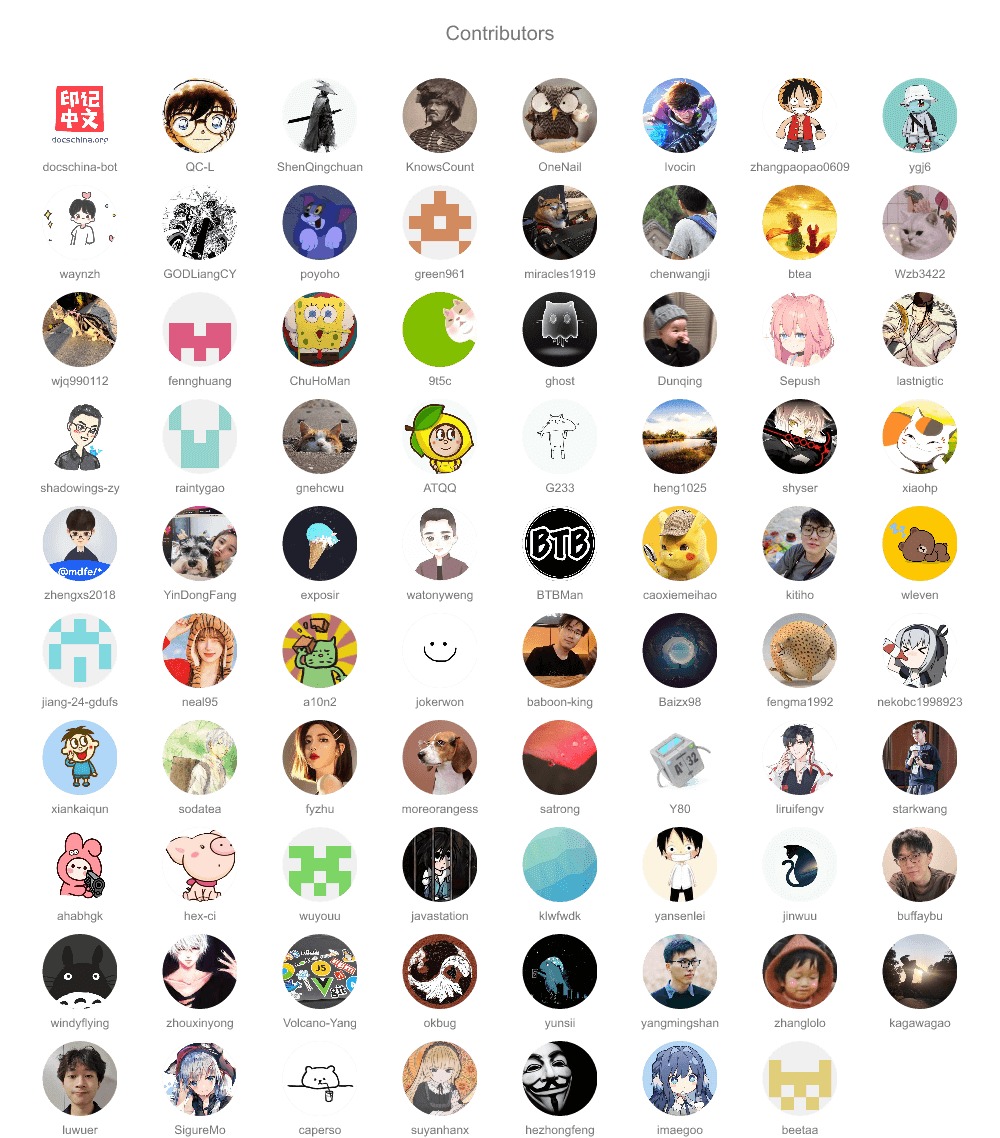 Contributors
印记
中文
docschina.org
docschina-bot
QC-L
ShenQingchuan
KnowsCount
OneNail
lvocin
zhangpaopao0609
ygj6
waynzh
GODLiangCY
poyoho
green961
miracles1919
chenwangji
btea
Wzb3422
wjq990112
fennghuang
ChuHoMan
9t5c
ghost
Dunqing
Sepush
lastnigtic
shadowings-zy
raintygao
gnehcwu
ATQQ
G233
heng1025
shyser
xiaohp
@mdfe/*
BTB
zhengxs2018
YinDongFang
exposir
watonyweng
BTBMan
caoxiemeihao
kitiho
wleven
jiang-24-gdufs
neal95
a10n2
jokerwon
baboon-king
Baizx98
fengma1992
nekobc1998923
xiankaiqun
sodatea
fyzhu
moreorangess
satrong
Y80
liruifengv
starkwang
ahabhgk
hex-ci
wuyouu
javastation
klwfwdk
yansenlei
jinwuu
buffaybu
JS
git
windyflying
zhouxinyong
Volcano-Yang
okbug
yunsii
yangmingshan
zhanglolo
kagawagao
luwuer
SigureMo
caperso
suyanhanx
hezhongfeng
imaegoo
beetaa